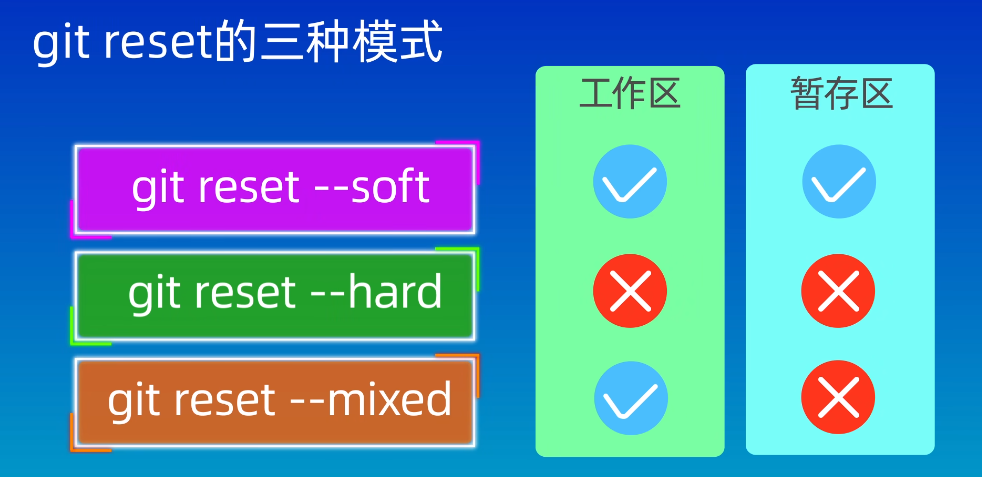 git reset的三种模式
工作区
暂存区
git reset --soft
git reset --hard
git reset --mixed